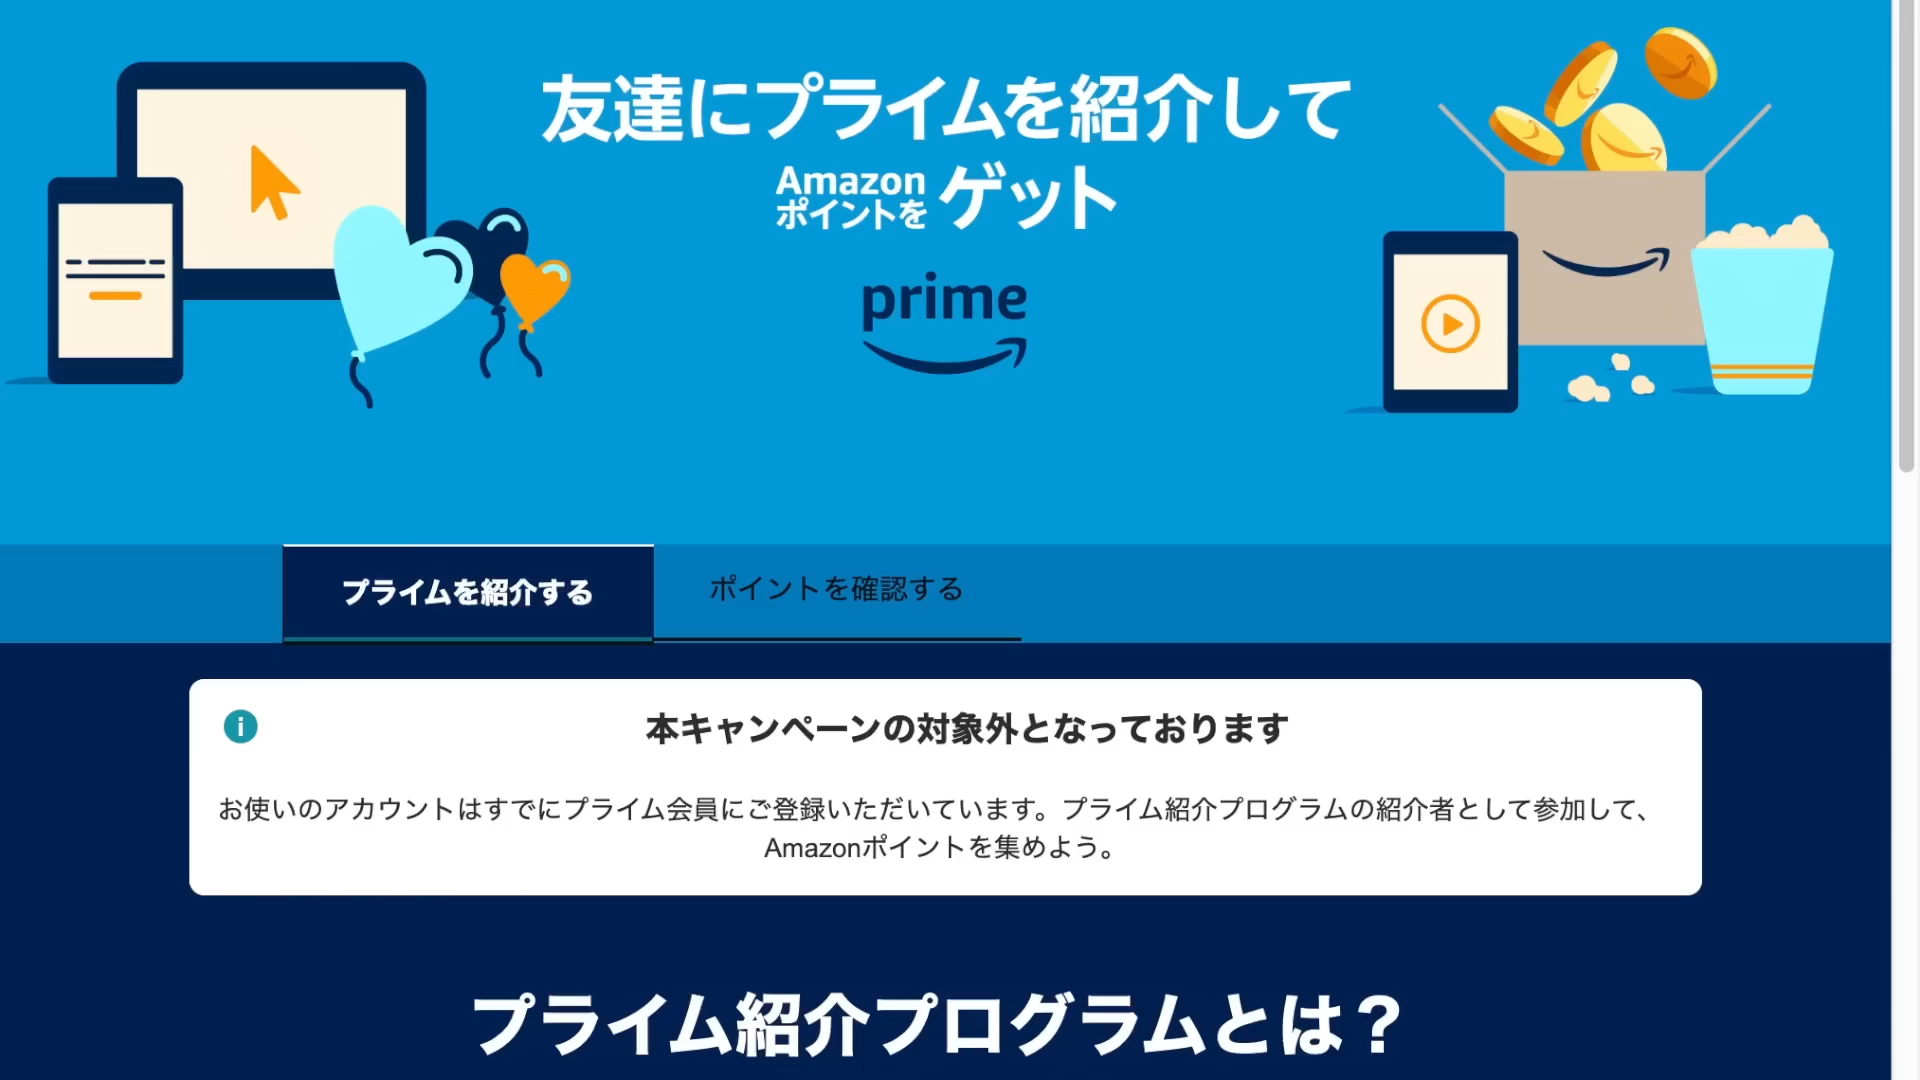 友達にプライムを紹介して
Amazon
ポイントを ゲット
prime
プライムを紹介する
ポイントを確認する
i
本キャンペーンの対象外となっております
お使いのアカウントはすでにプライム会員にご登録いただいています。プライム紹介プログラムの紹介者として参加して、
Amazonポイントを集めよう。
プライム紹介プログラムとは？